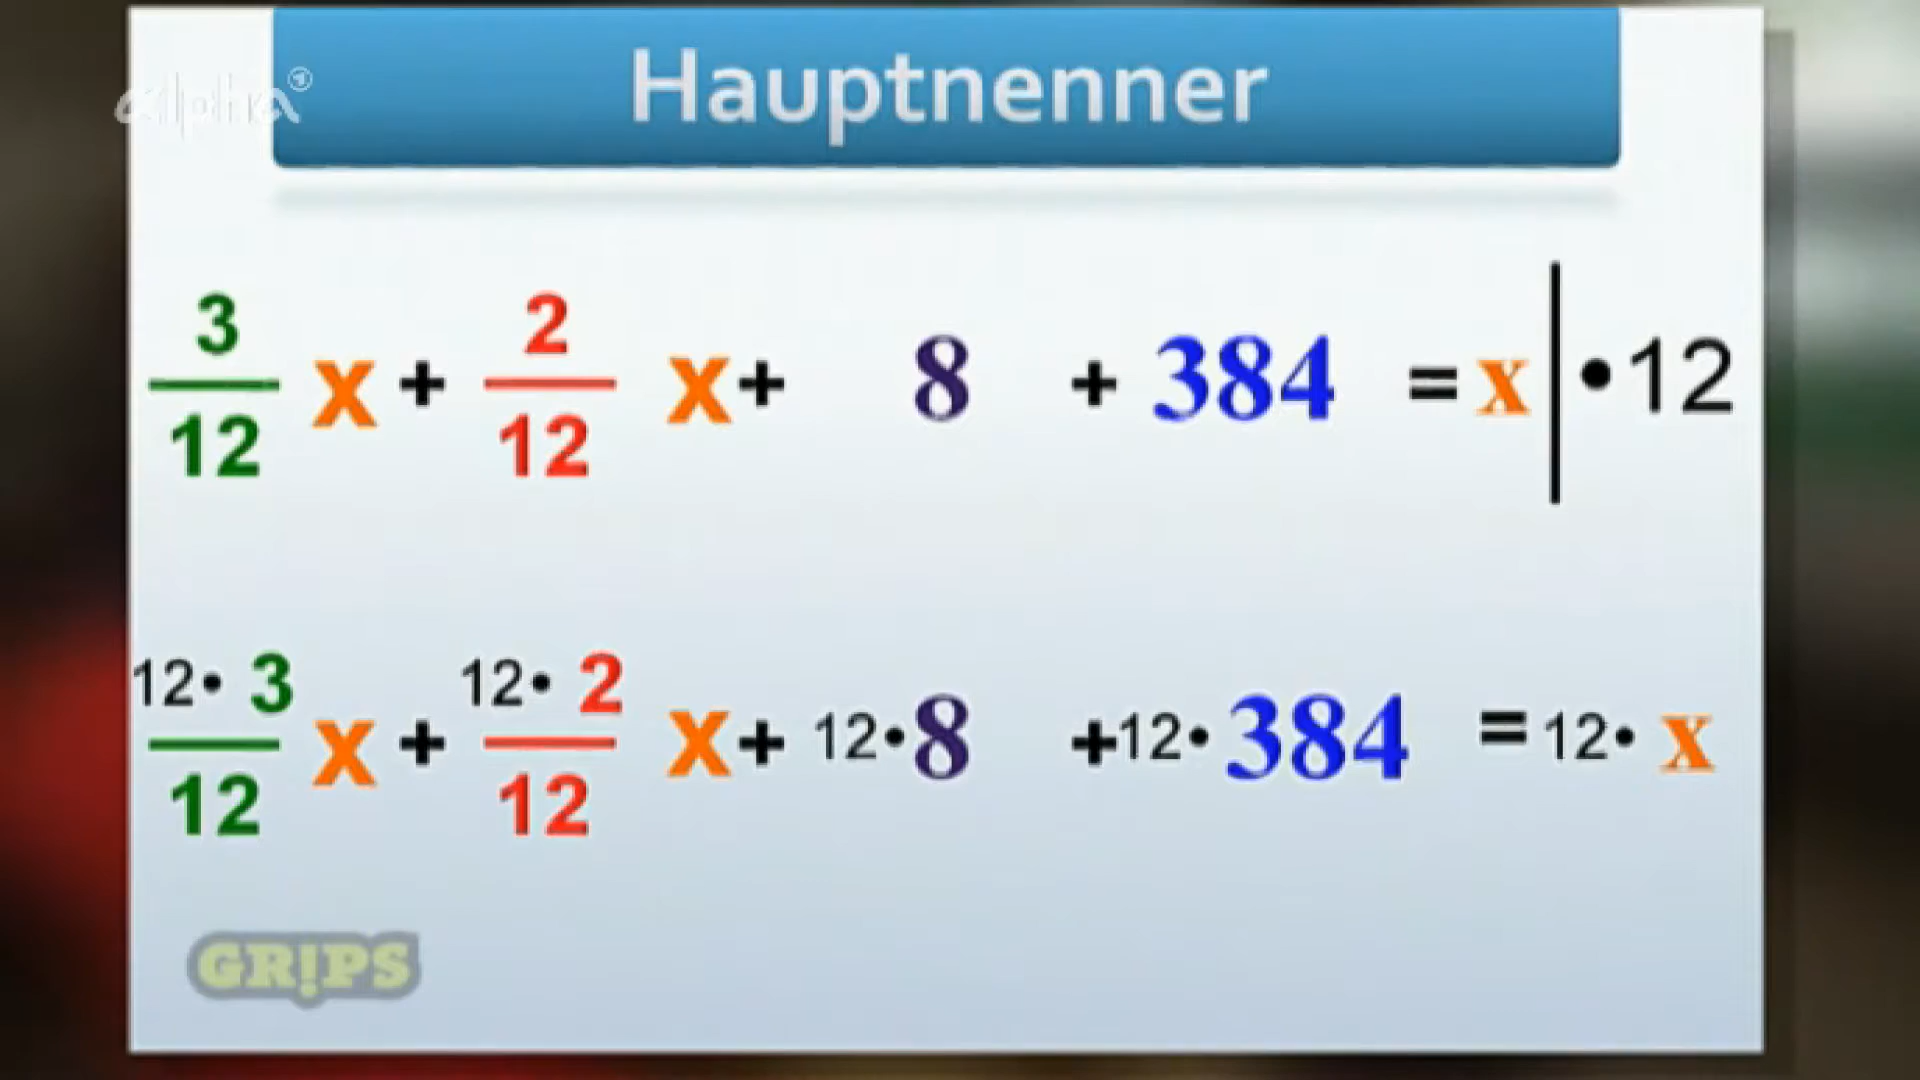 alpha
Hauptnenner
3/12 x + 2/12 x + 8 + 384 = x | •12
12• 3/12 x + 12• 2/12 x + 12•8 + 12• 384 = 12• x
GR!PS